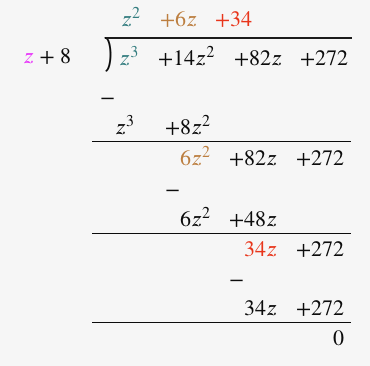 z² +6z +34
z + 8 ) z³ +14z² +82z +272
−
z³ +8z²
6z² +82z +272
−
6z² +48z
34z +272
−
34z +272
0